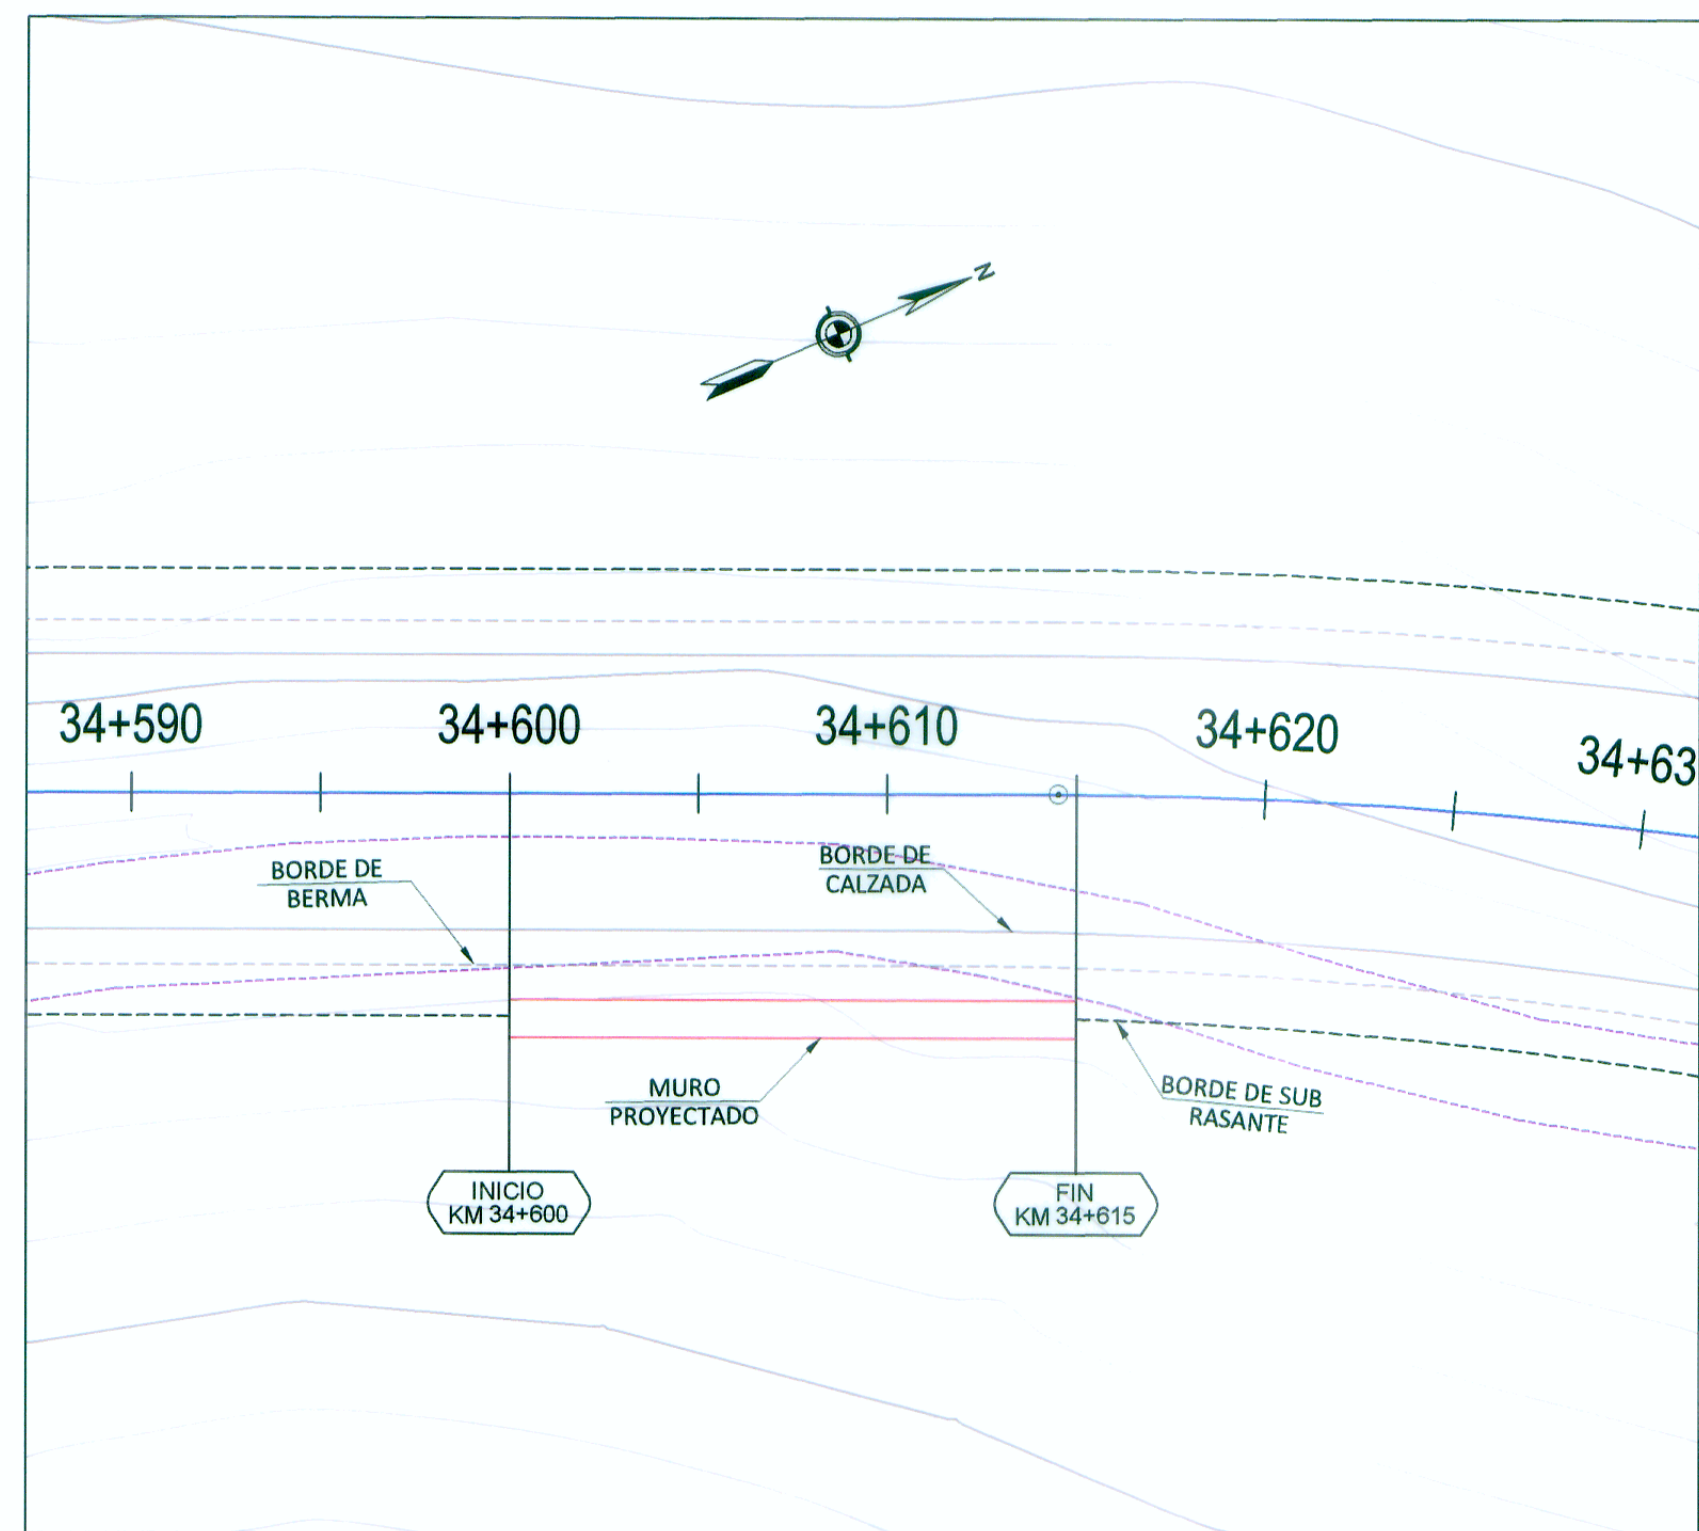 N
34+590
34+600
34+610
34+620
34+63
BORDE DE
BERMA
BORDE DE
CALZADA
MURO
PROYECTADO
BORDE DE SUB
RASANTE
INICIO
KM 34+600
FIN
KM 34+615